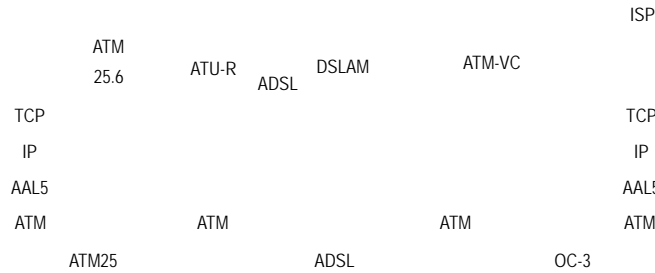 ISP
ATM
25.6 ATU-R ADSL DSLAM ATM-VC
TCP TCP
IP IP
AAL5 AAL5
ATM ATM ATM ATM
ATM25 ADSL OC-3